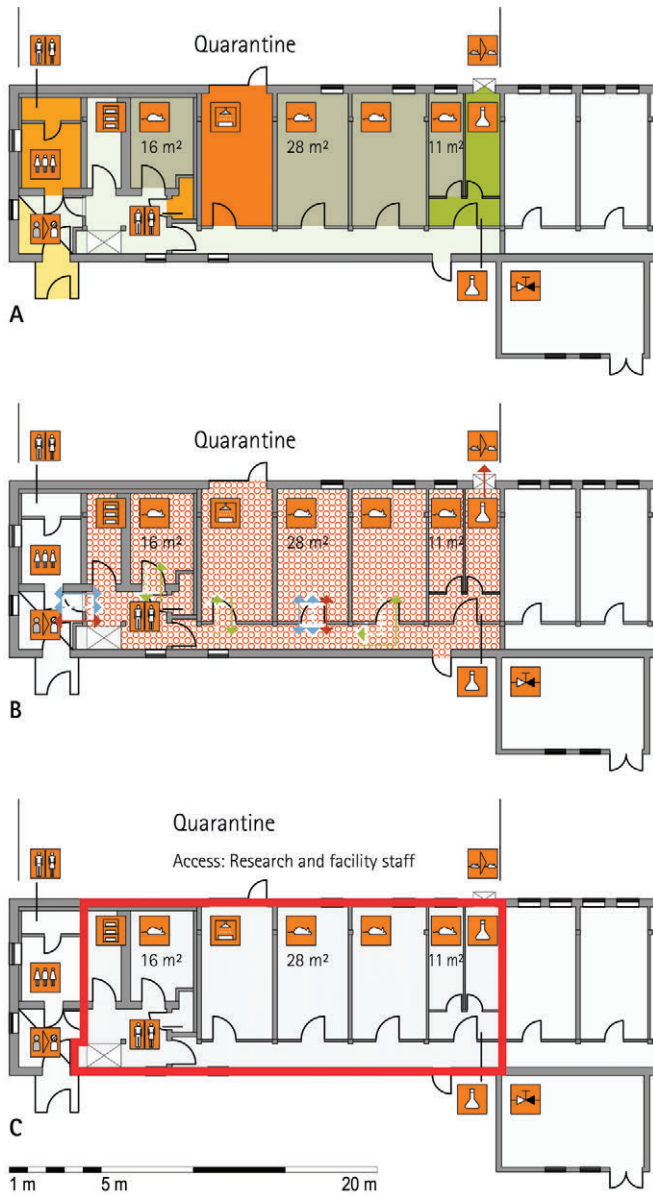 Quarantine
16 m²
28 m²
11 m²
A
Quarantine
16 m²
28 m²
11 m²
B
Quarantine
Access: Research and facility staff
16 m²
28 m²
11 m²
C
1 m 5 m 20 m